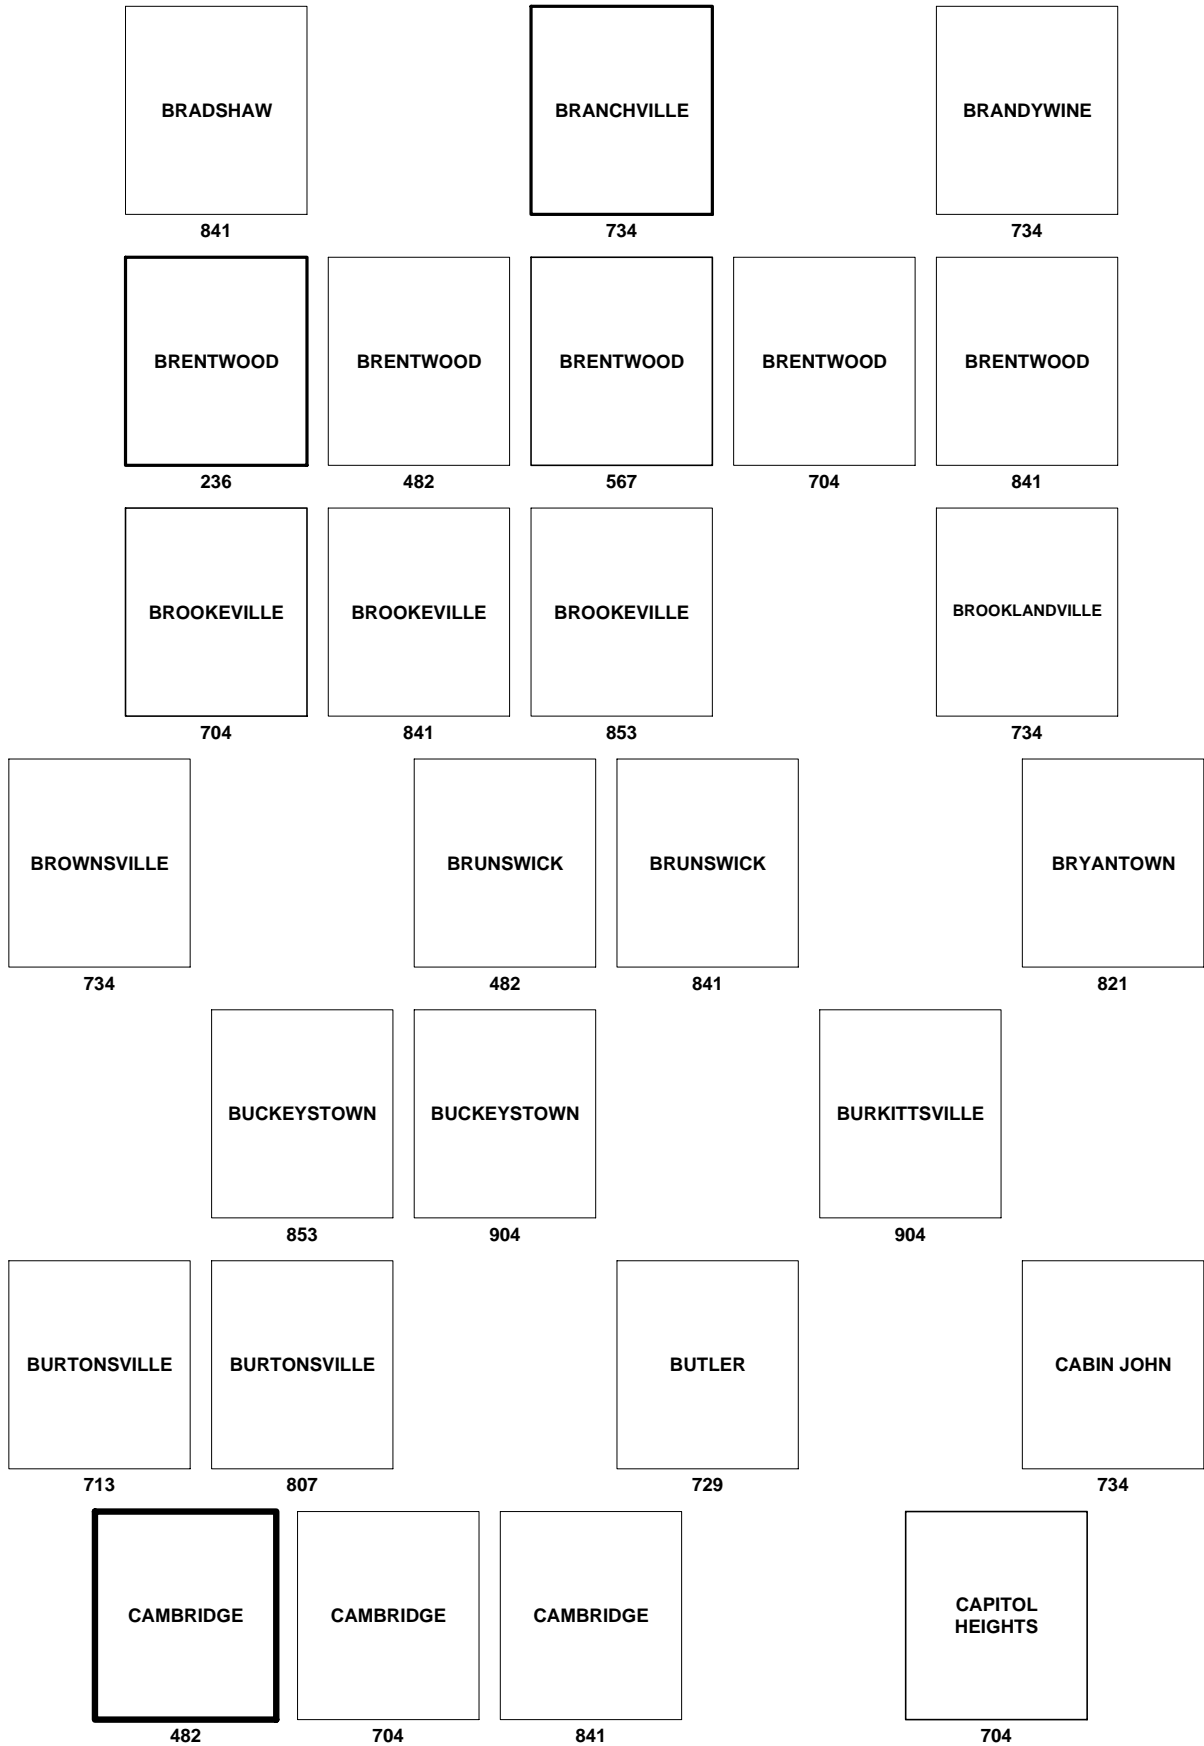 BRADSHAW BRANCHVILLE BRANDYWINE
841 734 734
BRENTWOOD BRENTWOOD BRENTWOOD BRENTWOOD BRENTWOOD
236 482 567 704 841
BROOKEVILLE BROOKEVILLE BROOKEVILLE BROOKLANDVILLE
704 841 853 734
BROWNSVILLE BRUNSWICK BRUNSWICK BRYANTOWN
734 482 841 821
BUCKEYSTOWN BUCKEYSTOWN BURKITTSVILLE
853 904 904
BURTONSVILLE BURTONSVILLE BUTLER CABIN JOHN
713 807 729 734
CAMBRIDGE CAMBRIDGE CAMBRIDGE CAPITOL
HEIGHTS
482 704 841 704